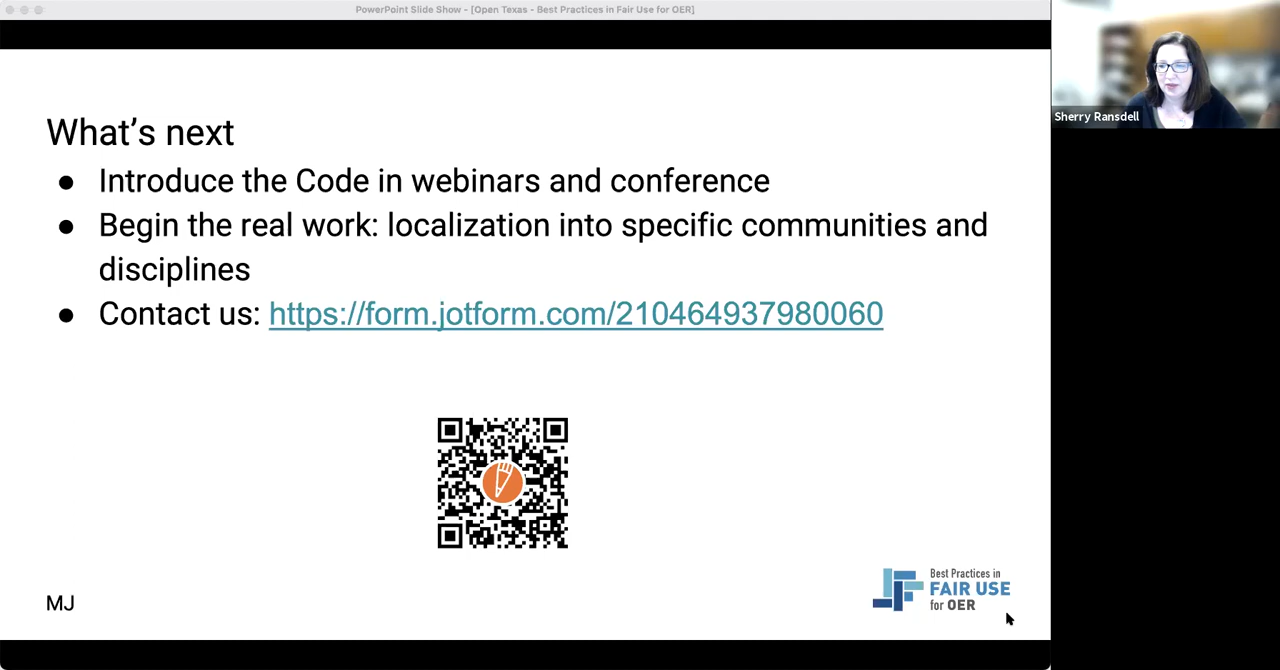 PowerPoint Slide Show - [Open Texas - Best Practices in Fair Use for OER]
Sherry Ransdell
What's next
● Introduce the Code in webinars and conference
● Begin the real work: localization into specific communities and
disciplines
● Contact us: https://form.jotform.com/210464937980060
MJ
Best Practices in
FAIR USE
for OER